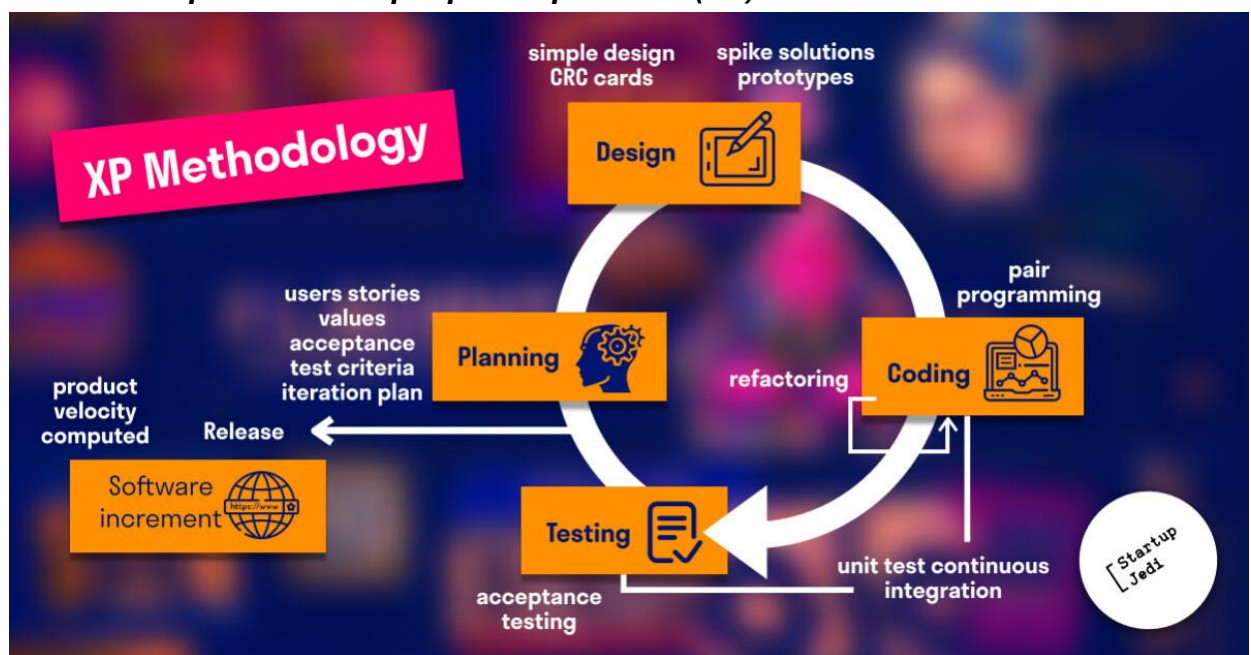 simple design
CRC cards
spike solutions
prototypes
XP Methodology
Design
pair
programming
users stories
values
acceptance
test criteria
iteration plan
Planning
refactoring
Coding
product
velocity
computed
Release
Software
increment
https://www
Testing
unit test continuous
integration
acceptance
testing
Startup
Jedi